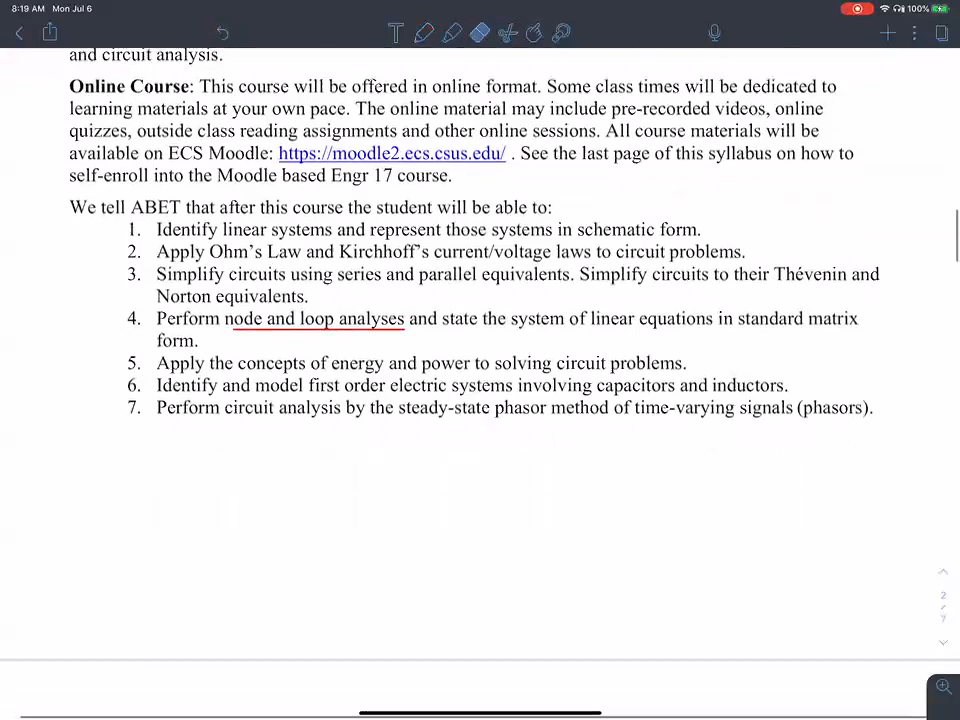 8:19 AM Mon Jul 6
100%
and circuit analysis.
Online Course: This course will be offered in online format. Some class times will be dedicated to
learning materials at your own pace. The online material may include pre-recorded videos, online
quizzes, outside class reading assignments and other online sessions. All course materials will be
available on ECS Moodle: https://moodle2.ecs.csus.edu/ . See the last page of this syllabus on how to
self-enroll into the Moodle based Engr 17 course.
We tell ABET that after this course the student will be able to:
1. Identify linear systems and represent those systems in schematic form.
2. Apply Ohm’s Law and Kirchhoff’s current/voltage laws to circuit problems.
3. Simplify circuits using series and parallel equivalents. Simplify circuits to their Thévenin and
Norton equivalents.
4. Perform node and loop analyses and state the system of linear equations in standard matrix
form.
5. Apply the concepts of energy and power to solving circuit problems.
6. Identify and model first order electric systems involving capacitors and inductors.
7. Perform circuit analysis by the steady-state phasor method of time-varying signals (phasors).
2
/
7